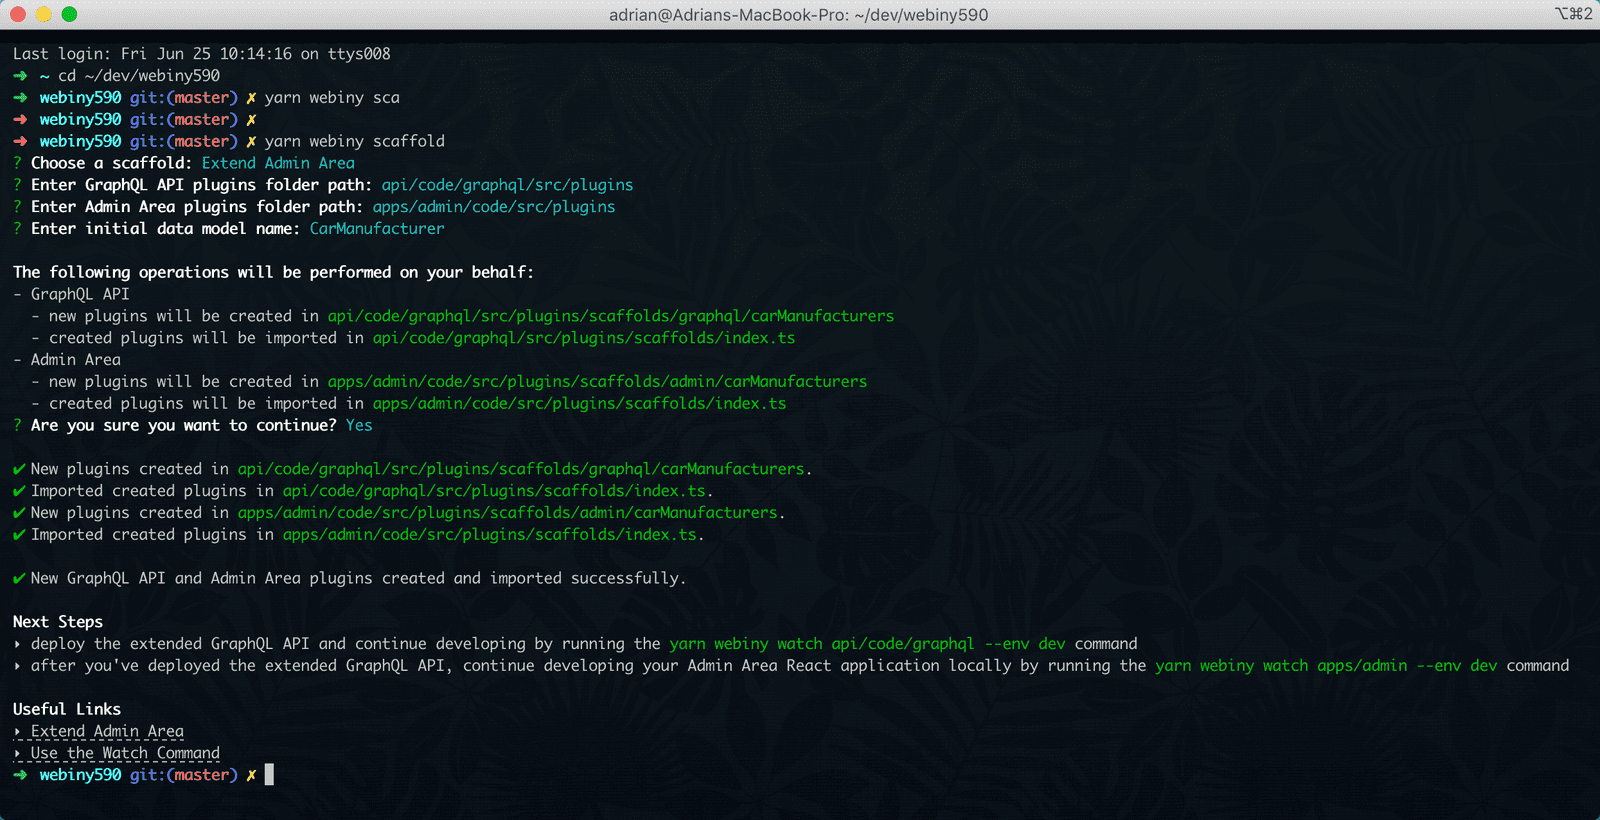 adrian@Adrians-MacBook-Pro: ~/dev/webiny590
⌥⌘2
Last login: Fri Jun 25 10:14:16 on ttys008
➜ ~ cd ~/dev/webiny590
➜ webiny590 git:(master) ✗ yarn webiny sca
➜ webiny590 git:(master) ✗
➜ webiny590 git:(master) ✗ yarn webiny scaffold
? Choose a scaffold: Extend Admin Area
? Enter GraphQL API plugins folder path: api/code/graphql/src/plugins
? Enter Admin Area plugins folder path: apps/admin/code/src/plugins
? Enter initial data model name: CarManufacturer
The following operations will be performed on your behalf:
- GraphQL API
  - new plugins will be created in api/code/graphql/src/plugins/scaffolds/graphql/carManufacturers
  - created plugins will be imported in api/code/graphql/src/plugins/scaffolds/index.ts
- Admin Area
  - new plugins will be created in apps/admin/code/src/plugins/scaffolds/admin/carManufacturers
  - created plugins will be imported in apps/admin/code/src/plugins/scaffolds/index.ts
? Are you sure you want to continue? Yes
✔ New plugins created in api/code/graphql/src/plugins/scaffolds/graphql/carManufacturers.
✔ Imported created plugins in api/code/graphql/src/plugins/scaffolds/index.ts.
✔ New plugins created in apps/admin/code/src/plugins/scaffolds/admin/carManufacturers.
✔ Imported created plugins in apps/admin/code/src/plugins/scaffolds/index.ts.
✔ New GraphQL API and Admin Area plugins created and imported successfully.
Next Steps
‣ deploy the extended GraphQL API and continue developing by running the yarn webiny watch api/code/graphql --env dev command
‣ after you've deployed the extended GraphQL API, continue developing your Admin Area React application locally by running the yarn webiny watch apps/admin --env dev command
Useful Links
‣ Extend Admin Area
‣ Use the Watch Command
➜ webiny590 git:(master) ✗